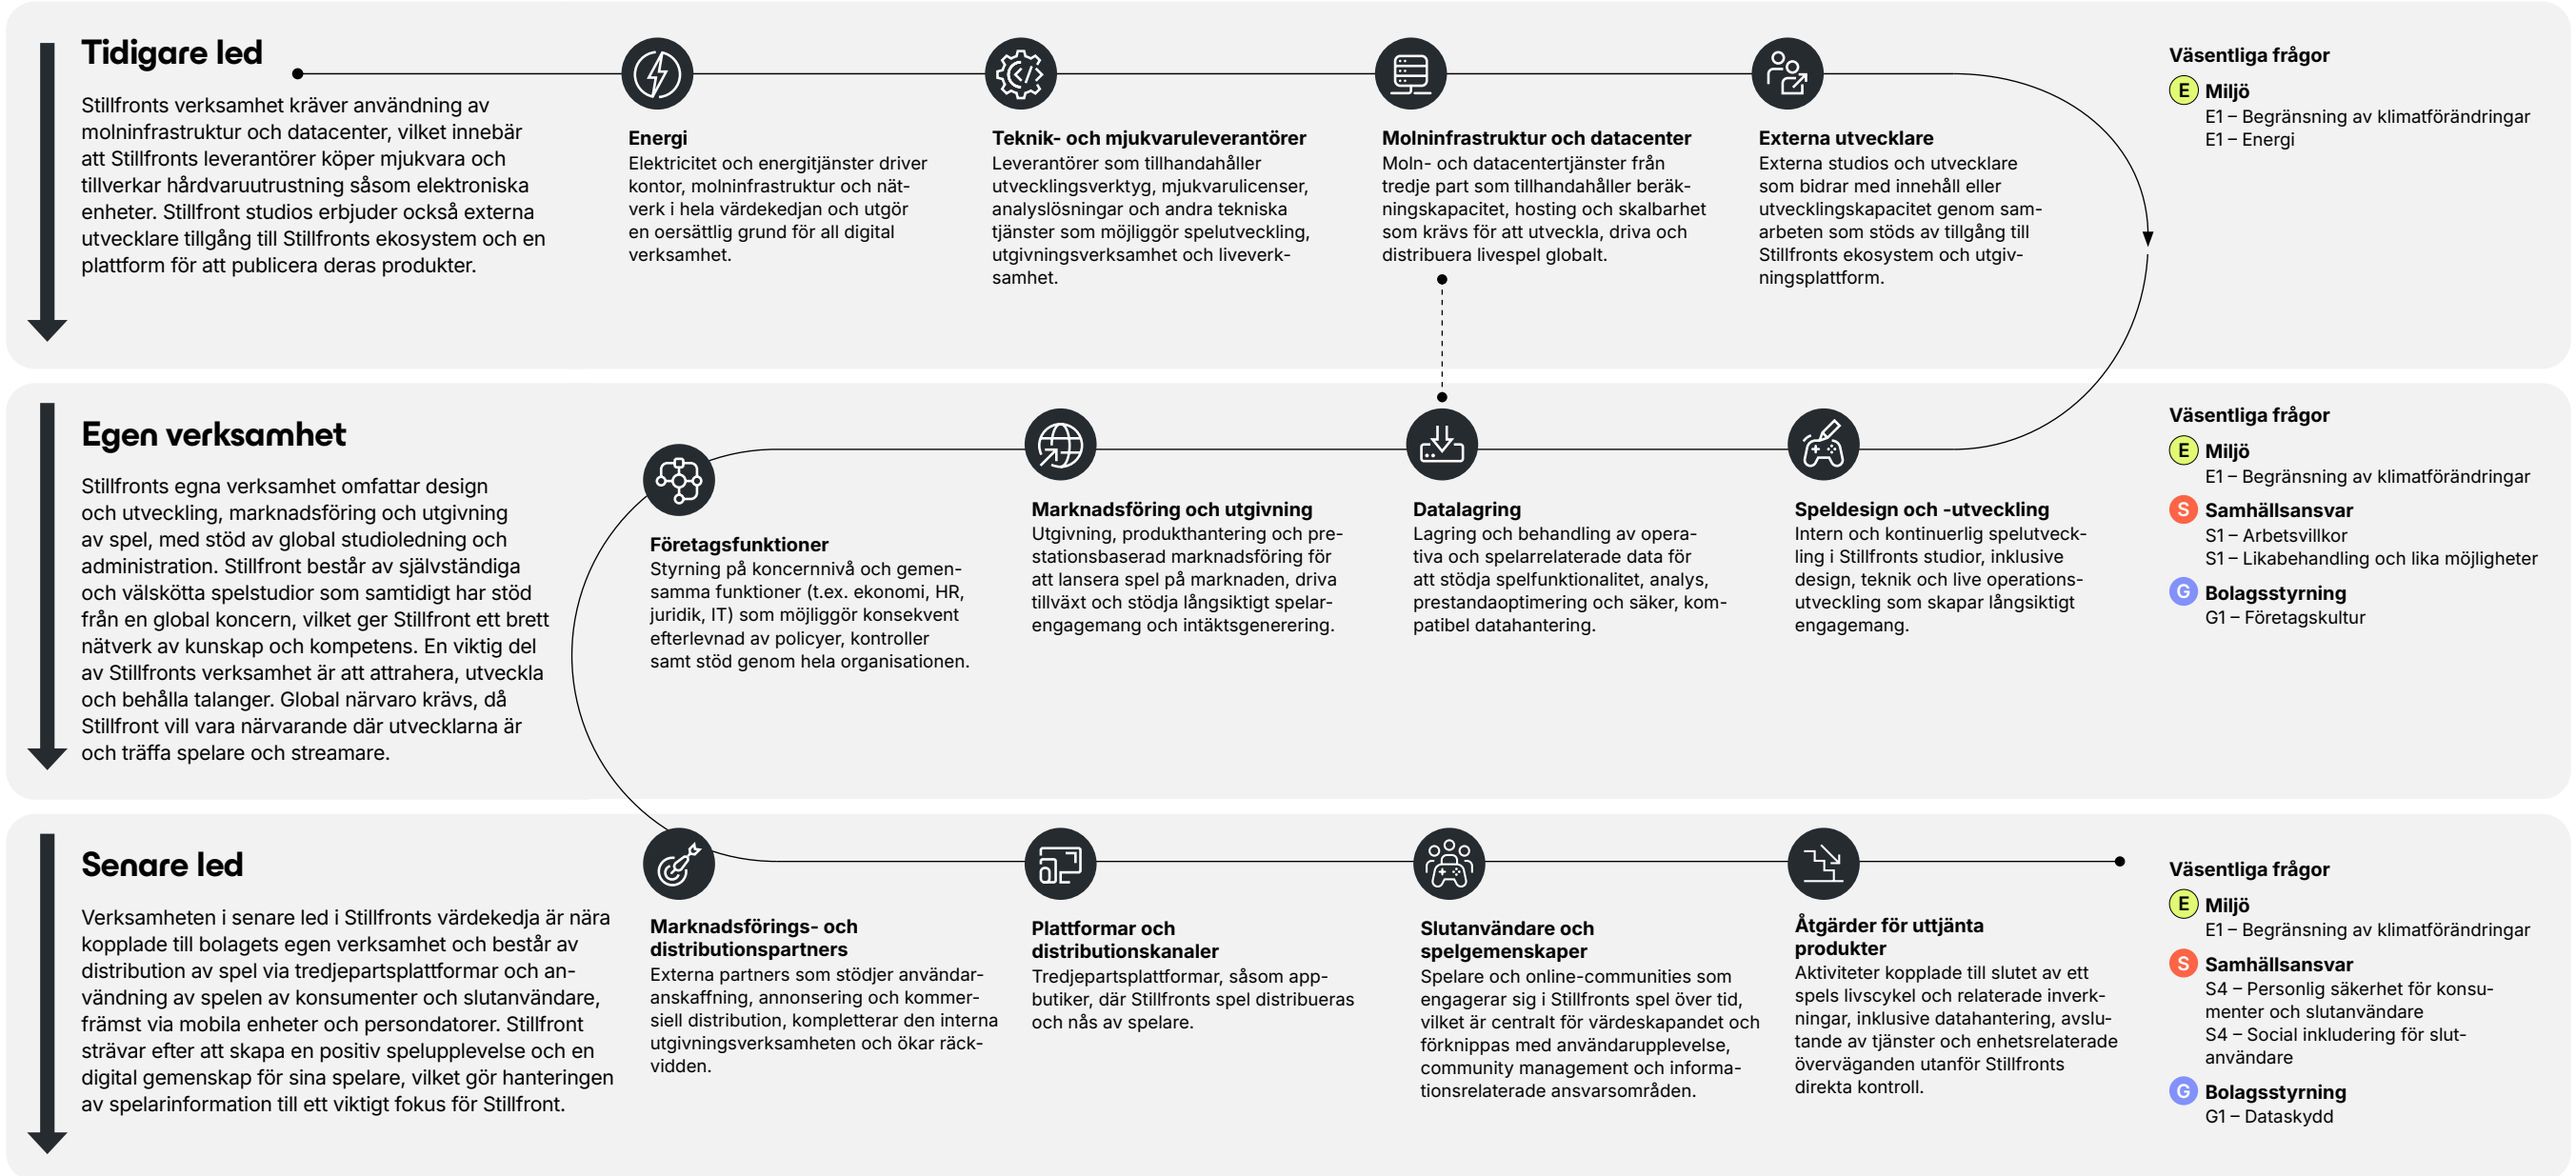 Tidigare led
Stillfronts verksamhet kräver användning av
molninfrastruktur och datacenter, vilket innebär
att Stillfronts leverantörer köper mjukvara och
tillverkar hårdvaruutrustning såsom elektroniska
enheter. Stillfront studios erbjuder också externa
utvecklare tillgång till Stillfronts ekosystem och en
plattform för att publicera deras produkter.
Energi
Elektricitet och energitjänster driver
kontor, molninfrastruktur och nät-
verk i hela värdekedjan och utgör
en oersättlig grund för all digital
verksamhet.
Teknik- och mjukvaruleverantörer
Leverantörer som tillhandahåller
utvecklingsverktyg, mjukvarulicenser,
analyslösningar och andra tekniska
tjänster som möjliggör spelutveckling,
utgivningsverksamhet och liveverk-
samhet.
Molninfrastruktur och datacenter
Moln- och datacentertjänster från
tredje part som tillhandahåller beräk-
ningskapacitet, hosting och skalbarhet
som krävs för att utveckla, driva och
distribuera livespel globalt.
Externa utvecklare
Externa studios och utvecklare
som bidrar med innehåll eller
utvecklingskapacitet genom sam-
arbeten som stöds av tillgång till
Stillfronts ekosystem och utgiv-
ningsplattform.
Väsentliga frågor
E Miljö
E1 – Begränsning av klimatförändringar
E1 – Energi
Egen verksamhet
Stillfronts egna verksamhet omfattar design
och utveckling, marknadsföring och utgivning
av spel, med stöd av global studioledning och
administration. Stillfront består av självständiga
och välskötta spelstudior som samtidigt har stöd
från en global koncern, vilket ger Stillfront ett brett
nätverk av kunskap och kompetens. En viktig del
av Stillfronts verksamhet är att attrahera, utveckla
och behålla talanger. Global närvaro krävs, då
Stillfront vill vara närvarande där utvecklarna är
och träffa spelare och streamare.
Företagsfunktioner
Styrning på koncernnivå och gemen-
samma funktioner (t.ex. ekonomi, HR,
juridik, IT) som möjliggör konsekvent
efterlevnad av policyer, kontroller
samt stöd genom hela organisationen.
Marknadsföring och utgivning
Utgivning, produkthantering och pre-
stationsbaserad marknadsföring för
att lansera spel på marknaden, driva
tillväxt och stödja långsiktigt spelar-
engagemang och intäktsgenerering.
Datalagring
Lagring och behandling av opera-
tiva och spelarrelaterade data för
att stödja spelfunktionalitet, analys,
prestandaoptimering och säker, kom-
patibel datahantering.
Speldesign och -utveckling
Intern och kontinuerlig spelutveck-
ling i Stillfronts studior, inklusive
design, teknik och live operations-
utveckling som skapar långsiktigt
engagemang.
Väsentliga frågor
E Miljö
E1 – Begränsning av klimatförändringar
S Samhällsansvar
S1 – Arbetsvillkor
S1 – Likabehandling och lika möjligheter
G Bolagsstyrning
G1 – Företagskultur
Senare led
Verksamheten i senare led i Stillfronts värdekedja är nära
kopplade till bolagets egen verksamhet och består av
distribution av spel via tredjepartsplattformar och an-
vändning av spelen av konsumenter och slutanvändare,
främst via mobila enheter och persondatorer. Stillfront
strävar efter att skapa en positiv spelupplevelse och en
digital gemenskap för sina spelare, vilket gör hanteringen
av spelarinformation till ett viktigt fokus för Stillfront.
Marknadsförings- och
distributionspartners
Externa partners som stödjer användar-
anskaffning, annonsering och kommer-
siell distribution, kompletterar den interna
utgivningsverksamheten och ökar räck-
vidden.
Plattformar och
distributionskanaler
Tredjepartsplattformar, såsom app-
butiker, där Stillfronts spel distribueras
och nås av spelare.
Slutanvändare och
spelgemenskaper
Spelare och online-communities som
engagerar sig i Stillfronts spel över tid,
vilket är centralt för värdeskapandet och
förknippas med användarupplevelse,
community management och informa-
tionsrelaterade ansvarsområden.
Åtgärder för uttjänta
produkter
Aktiviteter kopplade till slutet av ett
spels livscykel och relaterade inverk-
ningar, inklusive datahantering, avslu-
tande av tjänster och enhetsrelaterade
överväganden utanför Stillfronts
direkta kontroll.
Väsentliga frågor
E Miljö
E1 – Begränsning av klimatförändringar
S Samhällsansvar
S4 – Personlig säkerhet för konsu-
menter och slutanvändare
S4 – Social inkludering för slut-
användare
G Bolagsstyrning
G1 – Dataskydd